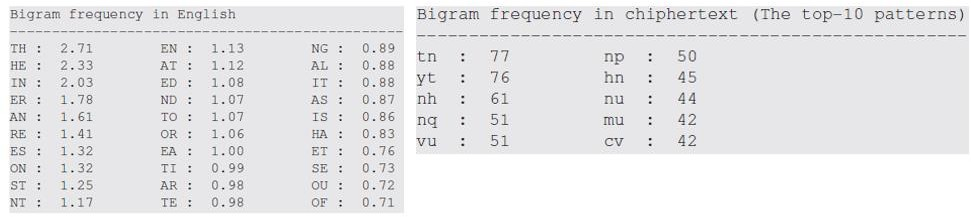 Bigram frequency in English
----------------------------------------------------
TH : 2.71 EN : 1.13 NG : 0.89
HE : 2.33 AT : 1.12 AL : 0.88
IN : 2.03 ED : 1.08 IT : 0.88
ER : 1.78 ND : 1.07 AS : 0.87
AN : 1.61 TO : 1.07 IS : 0.86
RE : 1.41 OR : 1.06 HA : 0.83
ES : 1.32 EA : 1.00 ET : 0.76
ON : 1.32 TI : 0.99 SE : 0.73
ST : 1.25 AR : 0.98 OU : 0.72
NT : 1.17 TE : 0.98 OF : 0.71
Bigram frequency in chiphertext (The top-10 patterns)
----------------------------------------------------------
tn : 77 np : 50
yt : 76 hn : 45
nh : 61 nu : 44
nq : 51 mu : 42
vu : 51 cv : 42